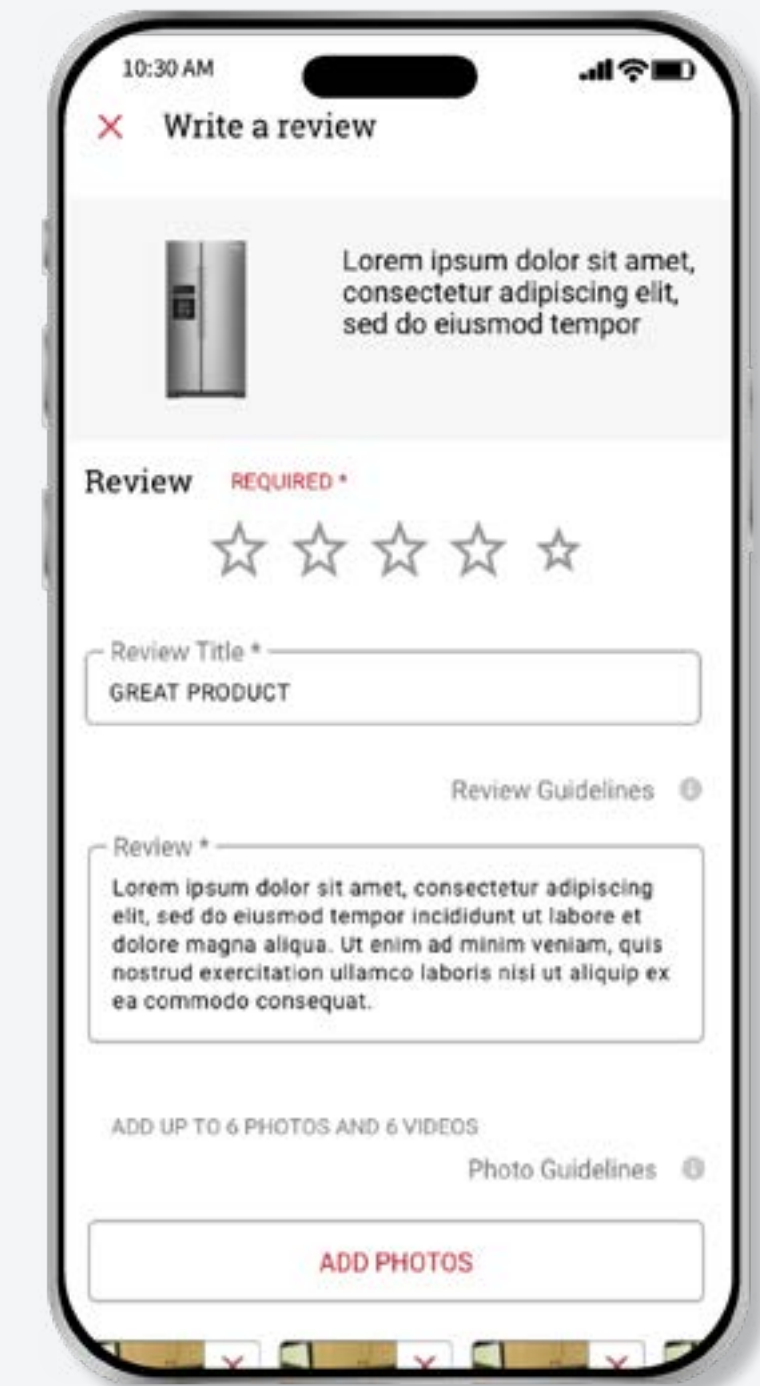 10:30 AM
Write a review
Lorem ipsum dolor sit amet,
consectetur adipiscing elit,
sed do eiusmod tempor
Review REQUIRED *
Review Title *
GREAT PRODUCT
Review Guidelines
Review *
Lorem ipsum dolor sit amet, consectetur adipiscing
elit, sed do eiusmod tempor incididunt ut labore et
dolore magna aliqua. Ut enim ad minim veniam, quis
nostrud exercitation ullamco laboris nisi ut aliquip ex
ea commodo consequat.
ADD UP TO 6 PHOTOS AND 6 VIDEOS
Photo Guidelines
ADD PHOTOS